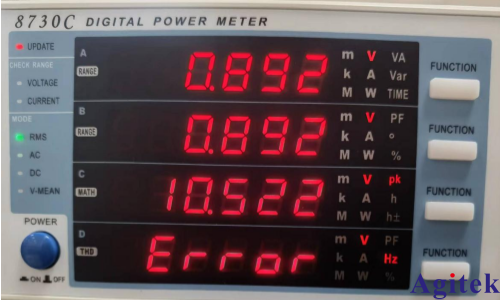 8730C DIGITAL POWER METER
UPDATE
CHECK RANGE
VOLTAGE
CURRENT
MODE
RMS
AC
DC
V-MEAN
POWER
ON OFF
A
RANGE
0.892
m V VA
k A Var
M W TIME
FUNCTION
B
RANGE
0.892
m V PF
k A °
M W %
FUNCTION
C
MATH
10.522
m V pk
k A h
M W h±
FUNCTION
D
THD
Error
m V PF
k A Hz
M W %
FUNCTION
Agitek